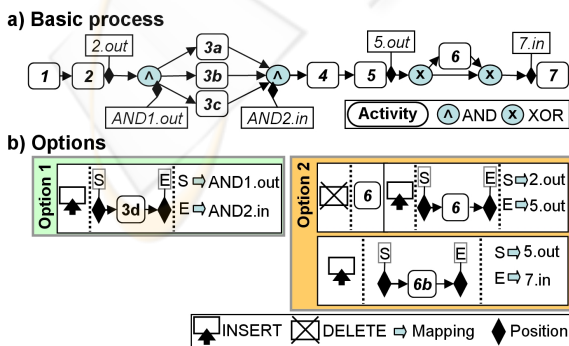 a) Basic process
2.out
5.out
7.in
1 2 ^ 3a 3b 3c ^ 4 5 x 6 x 7
AND1.out
AND2.in
Activity ^ AND x XOR
b) Options
Option 1
S E
3d
S ⇨ AND1.out
E ⇨ AND2.in
Option 2
6
S E
6
S ⇨ 2.out
E ⇨ 5.out
S E
6b
S ⇨ 5.out
E ⇨ 7.in
INSERT DELETE ⇨ Mapping Position